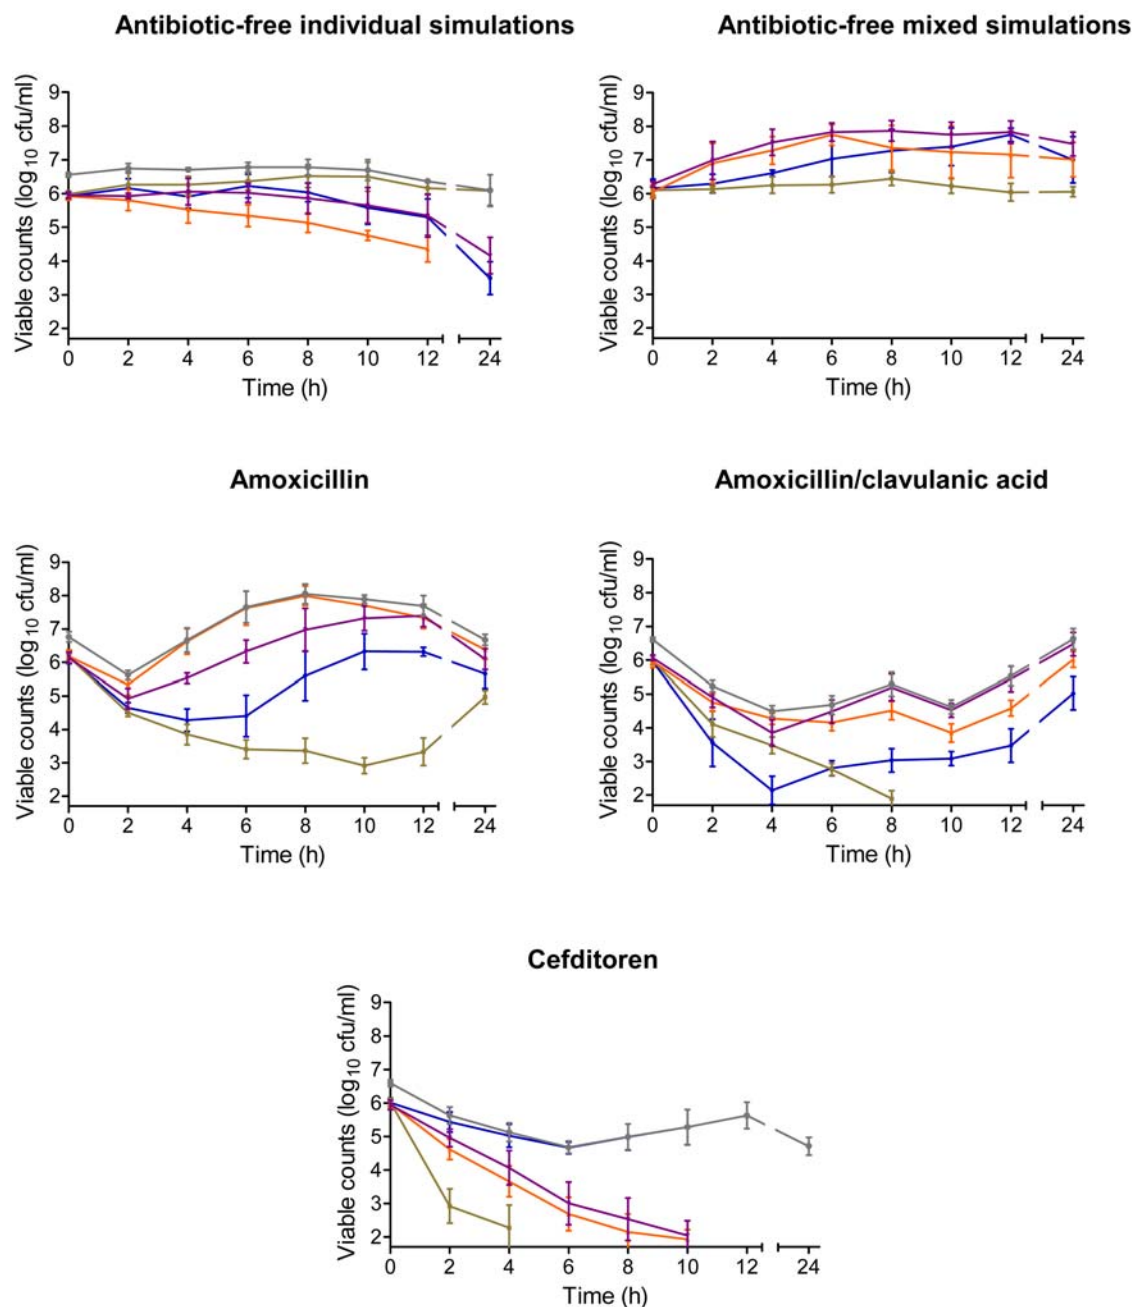 Antibiotic-free individual simulations
Antibiotic-free mixed simulations
Viable counts (log10 cfu/ml)
9
8
7
6
5
4
3
2
0 2 4 6 8 10 12 24
Time (h)
Viable counts (log10 cfu/ml)
9
8
7
6
5
4
3
2
0 2 4 6 8 10 12 24
Time (h)
Amoxicillin
Amoxicillin/clavulanic acid
Viable counts (log10 cfu/ml)
9
8
7
6
5
4
3
2
0 2 4 6 8 10 12 24
Time (h)
Viable counts (log10 cfu/ml)
9
8
7
6
5
4
3
2
0 2 4 6 8 10 12 24
Time (h)
Cefditoren
Viable counts (log10 cfu/ml)
9
8
7
6
5
4
3
2
0 2 4 6 8 10 12 24
Time (h)